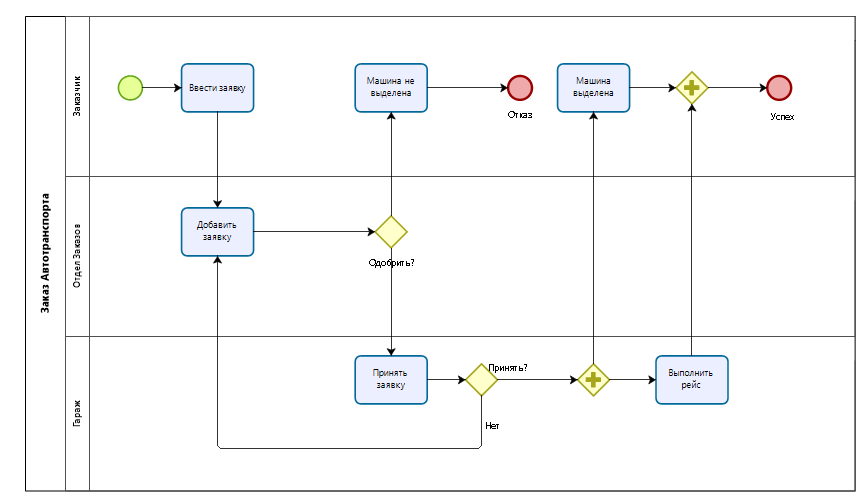 Заказ Автотранспорта
Заказчик
Ввести заявку
Машина не
выделена
Отказ
Машина
выделена
Успех
Отдел Заказов
Добавить
заявку
Одобрить?
Гараж
Принять
заявку
Принять?
Нет
Выполнить
рейс